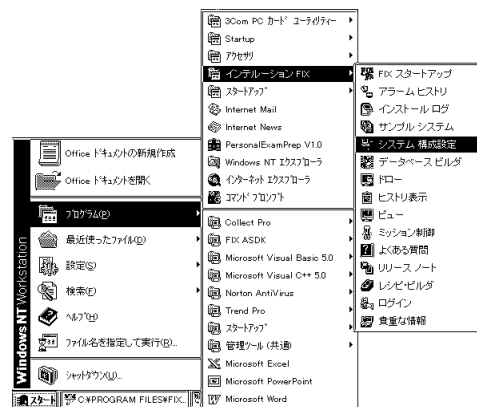 3Com PC カード ユーティリティー
Startup
アクセサリ
インテルーション FIX
スタートアップ
Internet Mail
Internet News
PersonalExamPrep V1.0
Windows NT エクスプローラ
インターネット エクスプローラ
コマンド プロンプト
Collect Pro
FIX ASDK
Microsoft Visual Basic 5.0
Microsoft Visual C++ 5.0
Norton AntiVirus
Trend Pro
スタートアップ
管理ツール (共通)
Microsoft Excel
Microsoft PowerPoint
Microsoft Word
FIX スタートアップ
アラーム ヒストリ
インストール ログ
サンプル システム
システム 構成設定
データベース ビルダ
ドロー
ヒストリ表示
ビュー
ミッション制御
よくある質問
リリース ノート
レシピ・ビルダ
ログイン
貴重な情報
Office ドキュメントの新規作成
Office ドキュメントを開く
プログラム(P)
最近使ったファイル(D)
設定(S)
検索(F)
ヘルプ(H)
ファイル名を指定して実行(R)...
シャットダウン(U)...
Windows NT Workstation
スタート
C:¥PROGRAM FILES¥FIX...